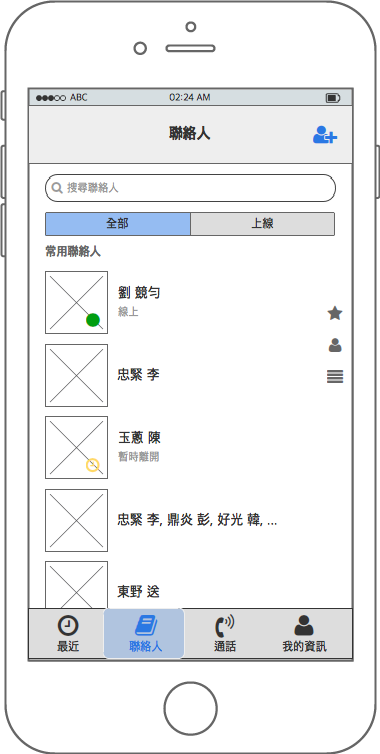 ABC 02:24 AM
聯絡人
搜尋聯絡人
全部 上線
常用聯絡人
劉 競勻
線上
忠緊 李
玉蔥 陳
暫時離開
忠緊 李, 鼎炎 彭, 好光 韓, ...
東野 送
最近 聯絡人 通話 我的資訊